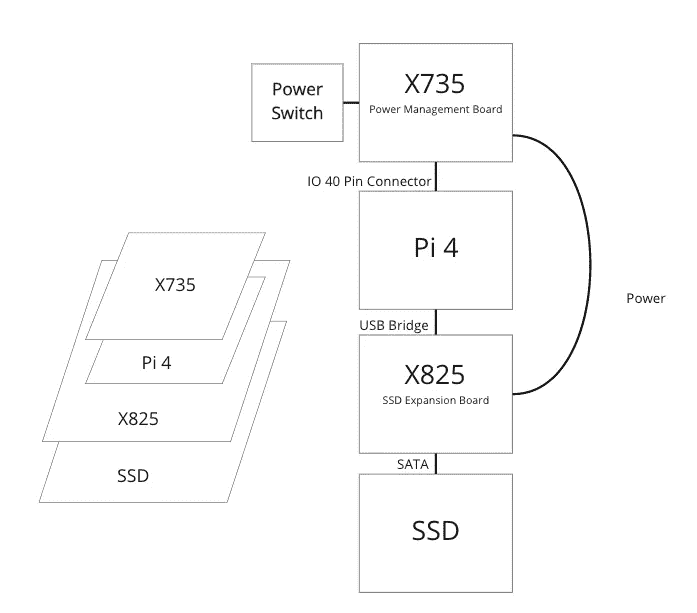 Power
Switch
X735
Power Management Board
IO 40 Pin Connector
Pi 4
Power
USB Bridge
X825
SSD Expansion Board
SATA
SSD
X735
Pi 4
X825
SSD